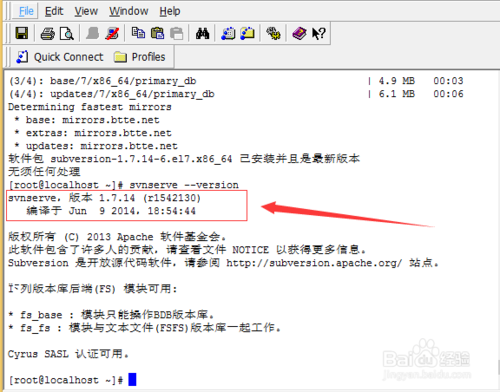 File Edit View Window Help
Quick Connect Profiles
(3/4): base/7/x86_64/primary_db | 4.9 MB 00:03
(4/4): updates/7/x86_64/primary_db | 6.1 MB 00:06
Determining fastest mirrors
* base: mirrors.btte.net
* extras: mirrors.btte.net
* updates: mirrors.btte.net
软件包 subversion-1.7.14-6.el7.x86_64 已安装并且是最新版本
无须任何处理
[root@localhost ~]# svnserve --version
svnserve，版本 1.7.14 (r1542130)
编译于 Jun 9 2014，18:54:44
版权所有 (C) 2013 Apache 软件基金会。
此软件包含了许多人的贡献，请查看文件 NOTICE 以获得更多信息。
Subversion 是开放源代码软件，请参阅 http://subversion.apache.org/ 站点。
下列版本库后端(FS) 模块可用:
* fs_base : 模块只能操作BDB版本库。
* fs_fs : 模块与文本文件(FSFS)版本库一起工作。
Cyrus SASL 认证可用。
[root@localhost ~]#
Baidu 经验
jingyan.baidu.com